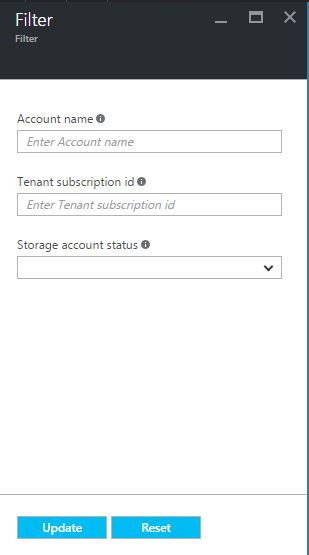 Filter
Filter
Account name
Enter Account name
Tenant subscription id
Enter Tenant subscription id
Storage account status
Update Reset